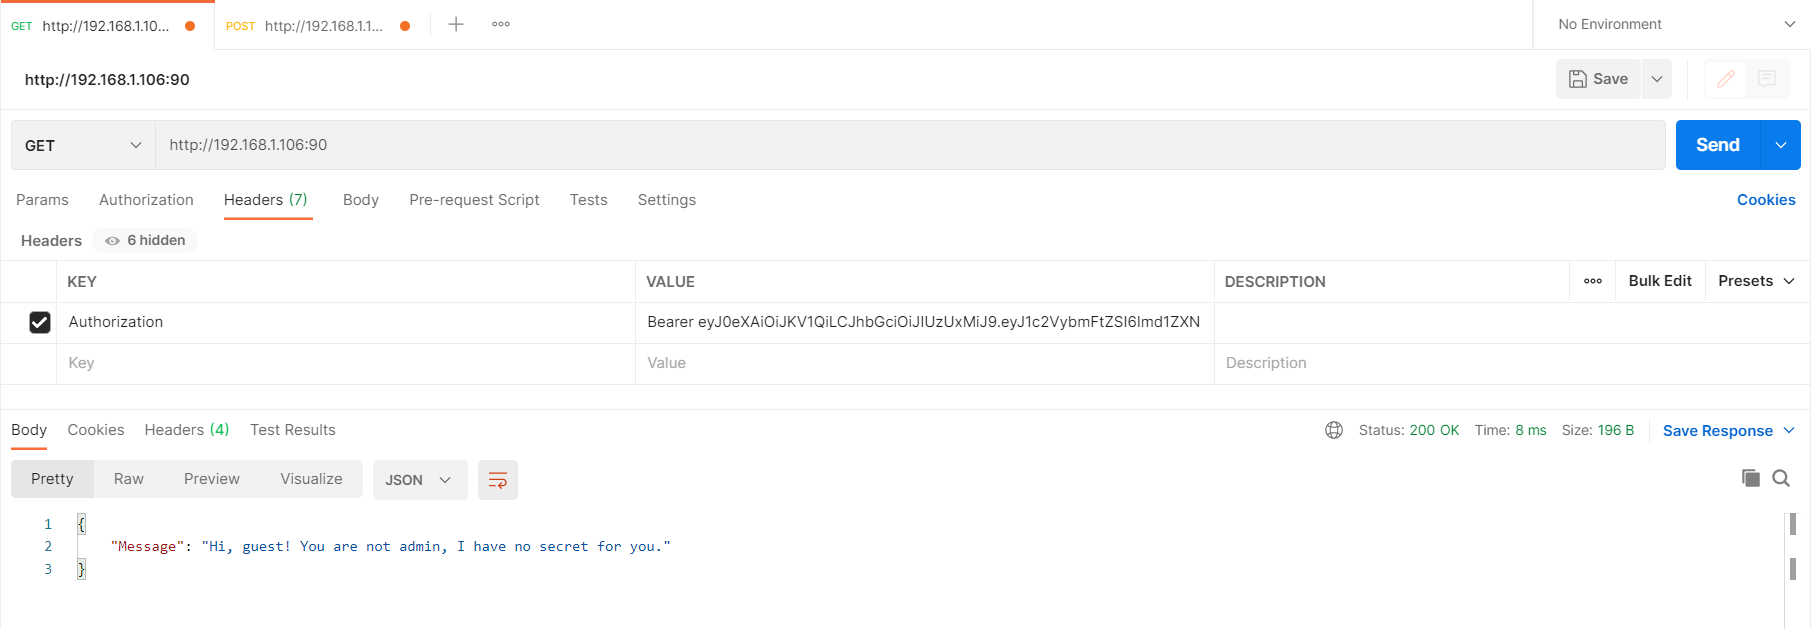 GET http://192.168.1.10... POST http://192.168.1.1... No Environment
http://192.168.1.106:90 Save
GET http://192.168.1.106:90 Send
Params Authorization Headers (7) Body Pre-request Script Tests Settings Cookies
Headers 6 hidden
KEY VALUE DESCRIPTION Bulk Edit Presets
Authorization Bearer eyJ0eXAiOiJKV1QiLCJhbGciOiJIUzUxMiJ9.eyJ1c2VybmFtZSI6Imd1ZXN
Key Value Description
Body Cookies Headers (4) Test Results Status: 200 OK Time: 8 ms Size: 196 B Save Response
Pretty Raw Preview Visualize JSON
1 {
2 "Message": "Hi, guest! You are not admin, I have no secret for you."
3 }